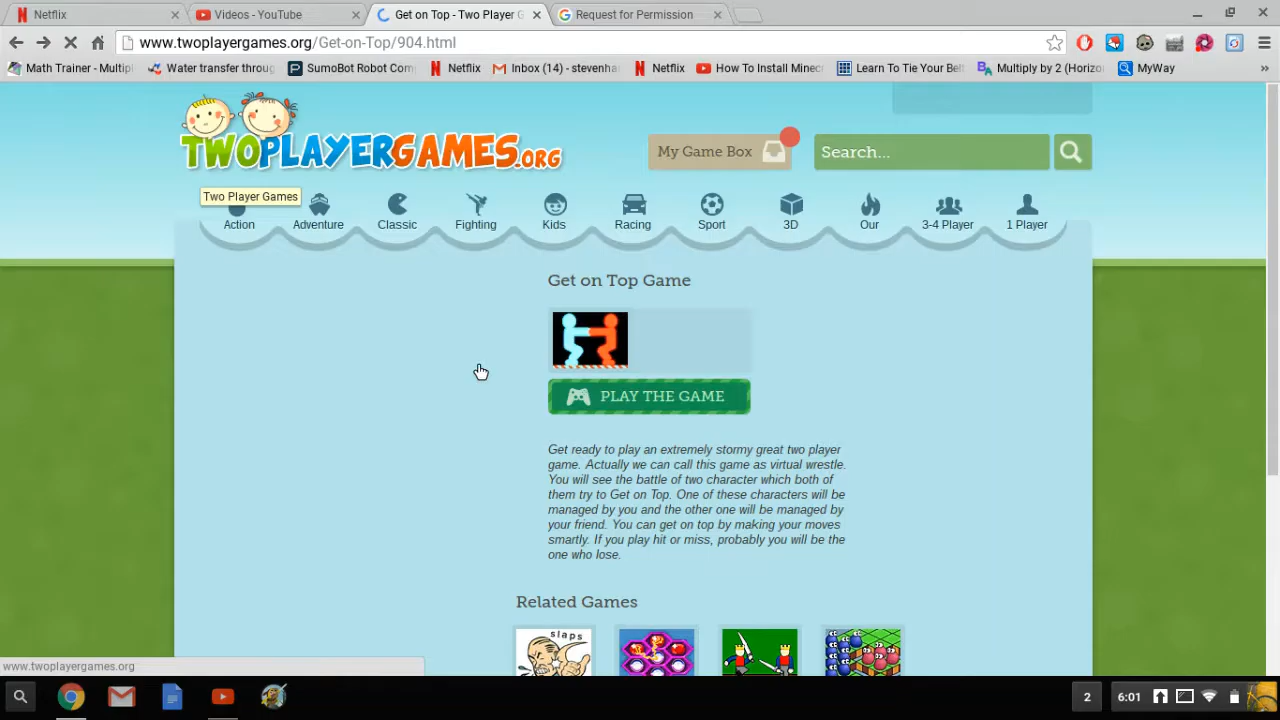 Netflix
Videos - YouTube
Get on Top - Two Player G
Request for Permission
www.twoplayergames.org/Get-on-Top/904.html
Math Trainer - Multipl
Water transfer throug
SumoBot Robot Com
Netflix
Inbox (14) - stevenha
Netflix
How To Install Minec
Learn To Tie Your Bel
Multiply by 2 (Horizo
MyWay
TWOPLAYERGAMES.ORG
My Game Box
Search...
Two Player Games
Action
Adventure
Classic
Fighting
Kids
Racing
Sport
3D
Our
3-4 Player
1 Player
Get on Top Game
PLAY THE GAME
Get ready to play an extremely stormy great two player
game. Actually we can call this game as virtual wrestle.
You will see the battle of two character which both of
them try to Get on Top. One of these characters will be
managed by you and the other one will be managed by
your friend. You can get on top by making your moves
smartly. If you play hit or miss, probably you will be the
one who lose.
Related Games
slaps
www.twoplayergames.org
2
6:01